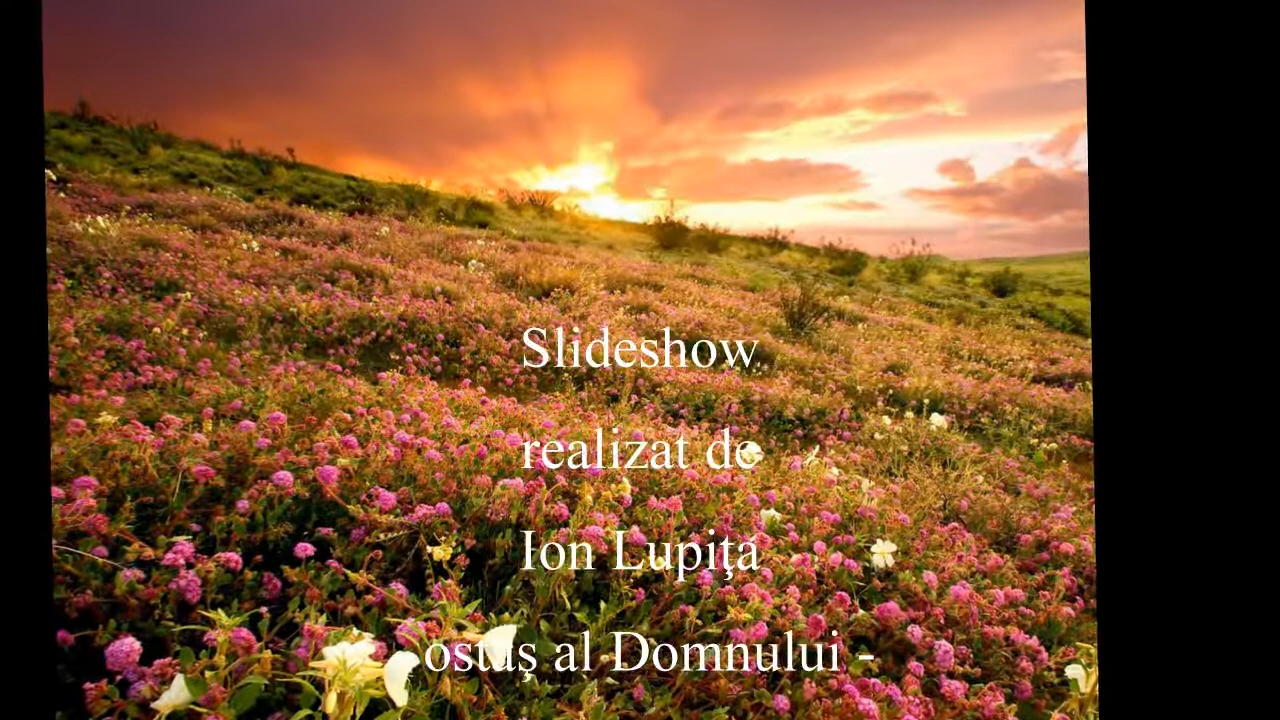 Slideshow
realizat de
Ion Lupiţa
ostaş al Domnului -